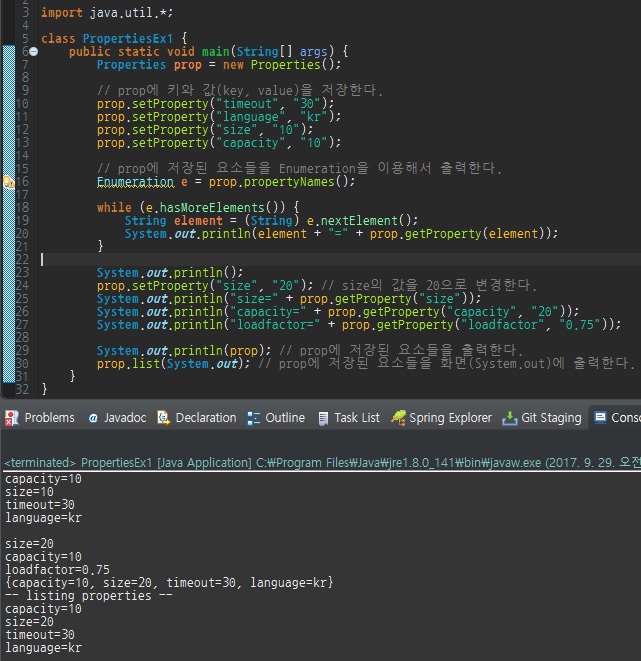 3 import java.util.*;
4
5 class PropertiesEx1 {
6 public static void main(String[] args) {
7 Properties prop = new Properties();
8
9 // prop에 키와 값(key, value)을 저장한다.
10 prop.setProperty("timeout", "30");
11 prop.setProperty("language", "kr");
12 prop.setProperty("size", "10");
13 prop.setProperty("capacity", "10");
14
15 // prop에 저장된 요소들을 Enumeration을 이용해서 출력한다.
16 Enumeration e = prop.propertyNames();
17
18 while (e.hasMoreElements()) {
19 String element = (String) e.nextElement();
20 System.out.println(element + "=" + prop.getProperty(element));
21 }
22
23 System.out.println();
24 prop.setProperty("size", "20"); // size의 값을 20으로 변경한다.
25 System.out.println("size=" + prop.getProperty("size"));
26 System.out.println("capacity=" + prop.getProperty("capacity", "20"));
27 System.out.println("loadfactor=" + prop.getProperty("loadfactor", "0.75"));
28
29 System.out.println(prop); // prop에 저장된 요소들을 출력한다.
30 prop.list(System.out); // prop에 저장된 요소들을 화면(System.out)에 출력한다.
31 }
32 }
Problems @ Javadoc Declaration Outline Task List Spring Explorer Git Staging Conso
<terminated> PropertiesEx1 [Java Application] C:₩Program Files₩Java₩jre1.8.0_141₩bin₩javaw.exe (2017. 9. 29. 오전
capacity=10
size=10
timeout=30
language=kr

size=20
capacity=10
loadfactor=0.75
{capacity=10, size=20, timeout=30, language=kr}
-- listing properties --
capacity=10
size=20
timeout=30
language=kr